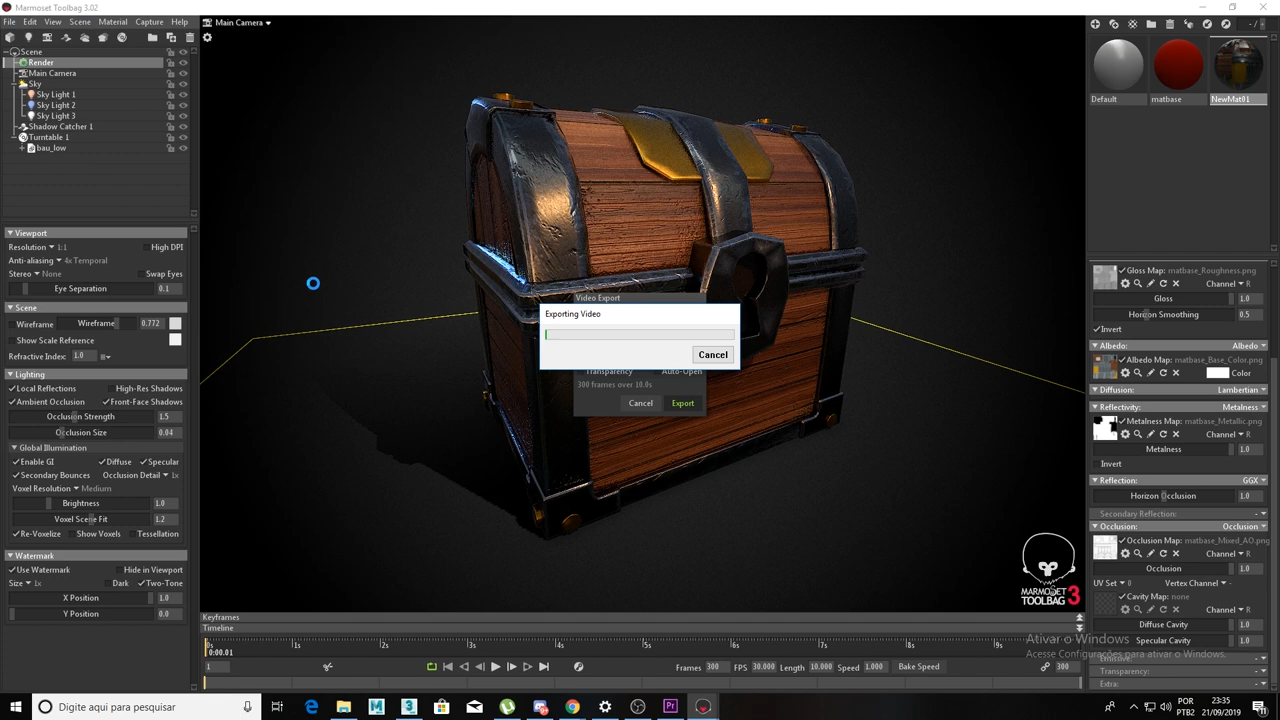 Marmoset Toolbag 3.02
File Edit View Scene Material Capture Help
Main Camera
Scene
Render
Main Camera
Sky
Sky Light 1
Sky Light 2
Sky Light 3
Shadow Catcher 1
Turntable 1
bau_low
Viewport
Resolution 1:1 High DPI
Anti-aliasing 4x Temporal
Stereo None Swap Eyes
Eye Separation 0.1
Scene
Wireframe Wireframe 0.772
Show Scale Reference
Refractive Index: 1.0
Lighting
Local Reflections High-Res Shadows
Ambient Occlusion Front-Face Shadows
Occlusion Strength 1.5
Occlusion Size 0.04
Global Illumination
Enable GI Diffuse Specular
Secondary Bounces Occlusion Detail 1x
Voxel Resolution Medium
Brightness 1.0
Voxel Scene Fit 1.2
Re-Voxelize Show Voxels Tessellation
Watermark
Use Watermark Hide in Viewport
Size 1x Dark Two-Tone
X Position 1.0
Y Position 0.0
Video Export
Exporting Video
Cancel
Transparency Auto-Open
300 frames over 10.0s
Cancel Export
MARMOSET
TOOLBAG 3
Default matbase NewMat01
Gloss Map: matbase_Roughness.png
Channel R
Gloss 1.0
Horizon Smoothing 0.5
Invert
Albedo: Albedo
Albedo Map: matbase_Base_Color.png
Color
Diffusion: Lambertian
Reflectivity: Metalness
Metalness Map: matbase_Metallic.png
Channel R
Metalness 1.0
Invert
Reflection: GGX
Horizon Occlusion 1.0
Secondary Reflection:
Occlusion: Occlusion
Occlusion Map: matbase_Mixed_AO.png
Channel R
Occlusion 1.0
UV Set 0 Vertex Channel -
Cavity Map: none
Channel R
Diffuse Cavity 1.0
Specular Cavity 1.0
Emissive:
Transparency:
Extra:
Ativar o Windows
Acesse Configurações para ativar o Windows.
Keyframes
Timeline
0s 1s 2s 3s 4s 5s 6s 7s 8s 9s
0:00.01
1 Frames 300 FPS 30.000 Length 10.000 Speed 1.000 Bake Speed 300
Digite aqui para pesquisar
POR
PTB2
23:35
21/09/2019